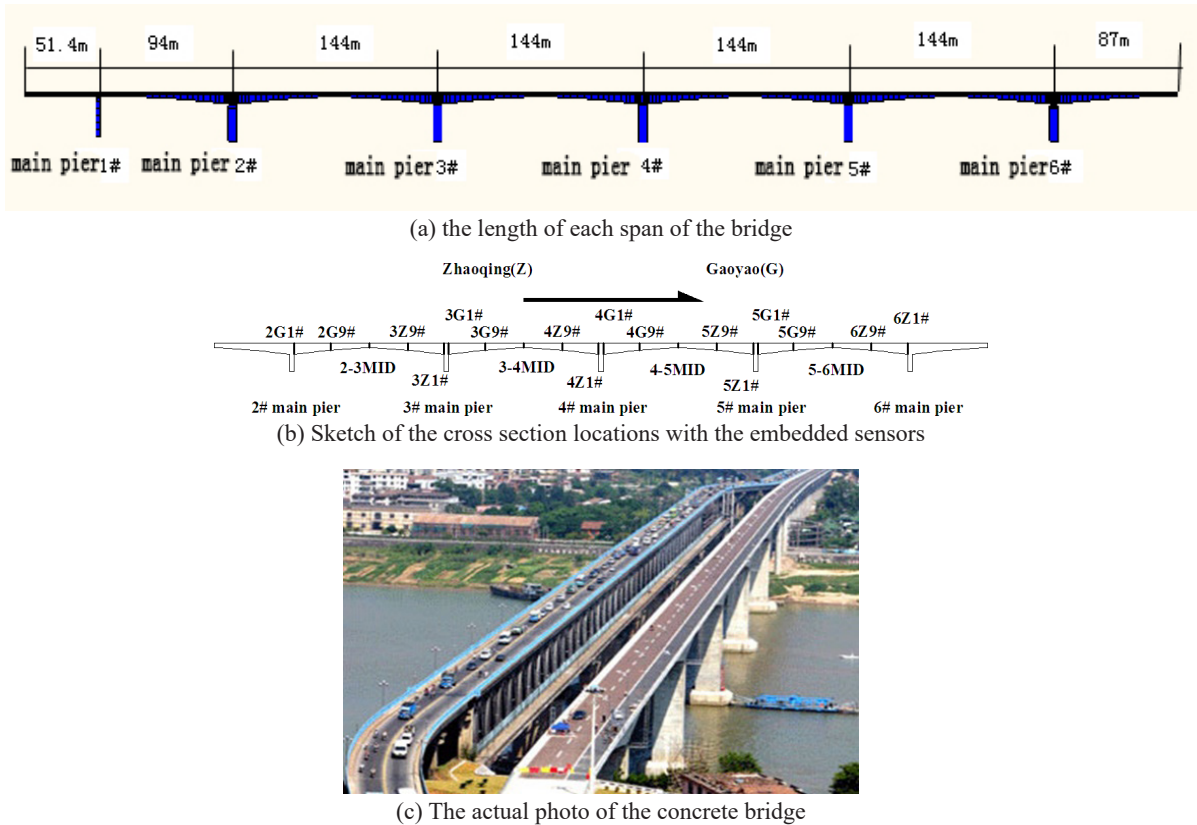 51.4m 94m 144m 144m 144m 144m 87m
main pier1# main pier2# main pier3# main pier 4# main pier5# main pier6#
(a) the length of each span of the bridge
Zhaoqing(Z) Gaoyao(G)
3G1# 4G1# 5G1# 6Z1#
2G1# 2G9# 3Z9# 3G9# 4Z9# 4G9# 5Z9# 5G9# 6Z9#
2-3MID 3-4MID 4-5MID 5-6MID
3Z1# 4Z1# 5Z1#
2# main pier 3# main pier 4# main pier 5# main pier 6# main pier
(b) Sketch of the cross section locations with the embedded sensors
(c) The actual photo of the concrete bridge